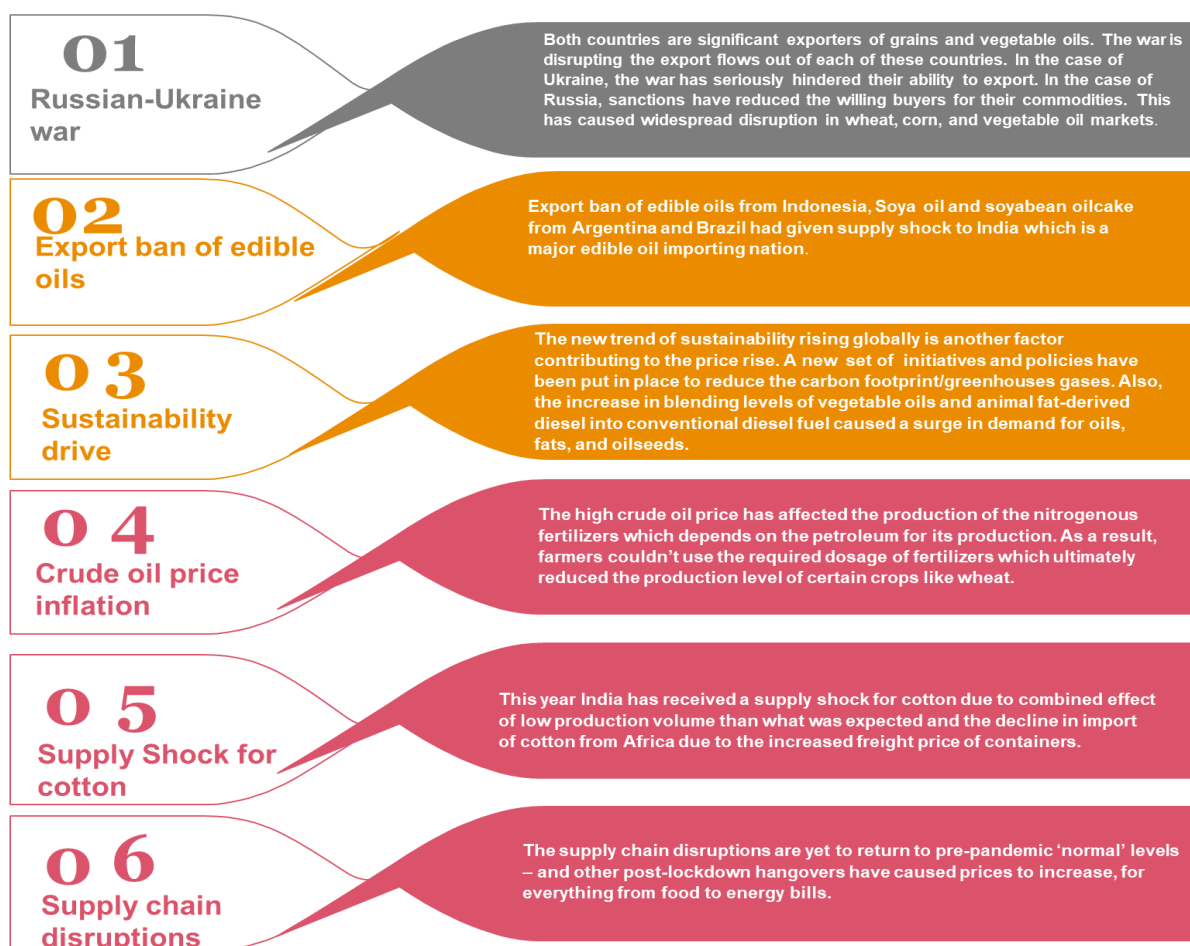 01
Russian-Ukraine
war
Both countries are significant exporters of grains and vegetable oils. The war is
disrupting the export flows out of each of these countries. In the case of
Ukraine, the war has seriously hindered their ability to export. In the case of
Russia, sanctions have reduced the willing buyers for their commodities. This
has caused widespread disruption in wheat, corn, and vegetable oil markets.
02
Export ban of edible
oils
Export ban of edible oils from Indonesia, Soya oil and soyabean oilcake
from Argentina and Brazil had given supply shock to India which is a
major edible oil importing nation.
03
Sustainability
drive
The new trend of sustainability rising globally is another factor
contributing to the price rise. A new set of initiatives and policies have
been put in place to reduce the carbon footprint/greenhouses gases. Also,
the increase in blending levels of vegetable oils and animal fat-derived
diesel into conventional diesel fuel caused a surge in demand for oils,
fats, and oilseeds.
04
Crude oil price
inflation
The high crude oil price has affected the production of the nitrogenous
fertilizers which depends on the petroleum for its production. As a result,
farmers couldn't use the required dosage of fertilizers which ultimately
reduced the production level of certain crops like wheat.
05
Supply Shock for
cotton
This year India has received a supply shock for cotton due to combined effect
of low production volume than what was expected and the decline in import
of cotton from Africa due to the increased freight price of containers.
06
Supply chain
disruptions
The supply chain disruptions are yet to return to pre-pandemic 'normal' levels
– and other post-lockdown hangovers have caused prices to increase, for
everything from food to energy bills.